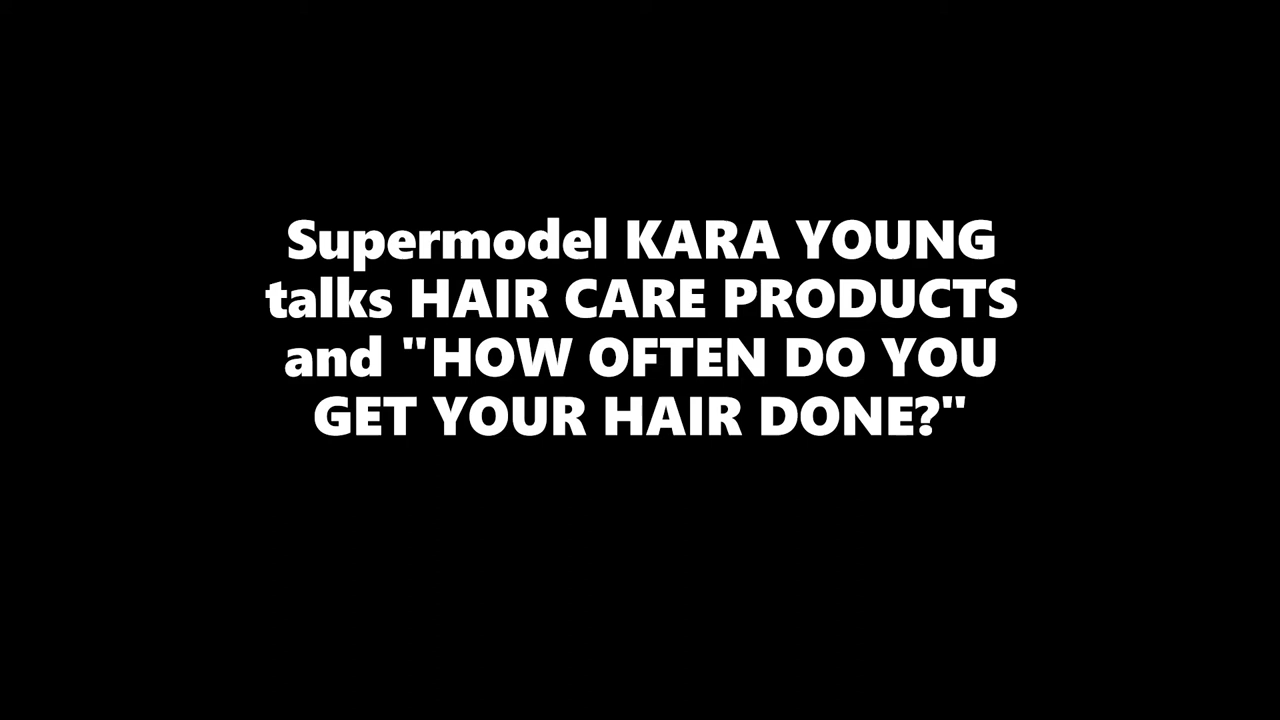 Supermodel KARA YOUNG
talks HAIR CARE PRODUCTS
and "HOW OFTEN DO YOU
GET YOUR HAIR DONE?"